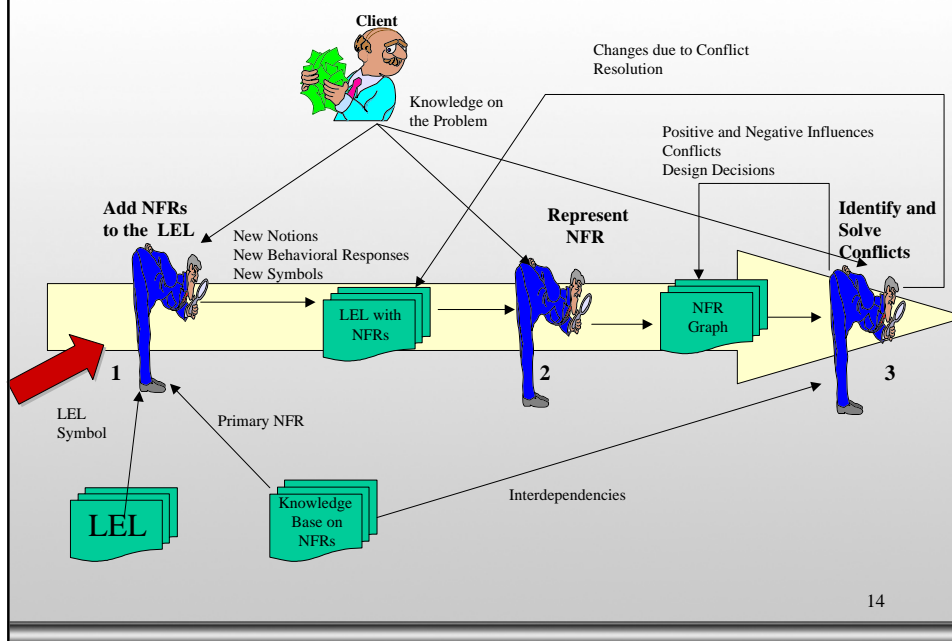 Client
Changes due to Conflict
Resolution
Knowledge on
the Problem
Positive and Negative Influences
Conflicts
Design Decisions
Add NFRs
to the LEL
Represent
NFR
Identify and
Solve
Conflicts
New Notions
New Behavioral Responses
New Symbols
LEL with
NFRs
NFR
Graph
1
2
3
LEL
Symbol
Primary NFR
LEL
Knowledge
Base on
NFRs
Interdependencies
14